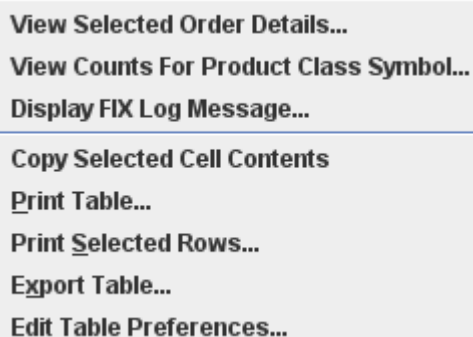 View Selected Order Details...
View Counts For Product Class Symbol...
Display FIX Log Message...
Copy Selected Cell Contents
Print Table...
Print Selected Rows...
Export Table...
Edit Table Preferences...